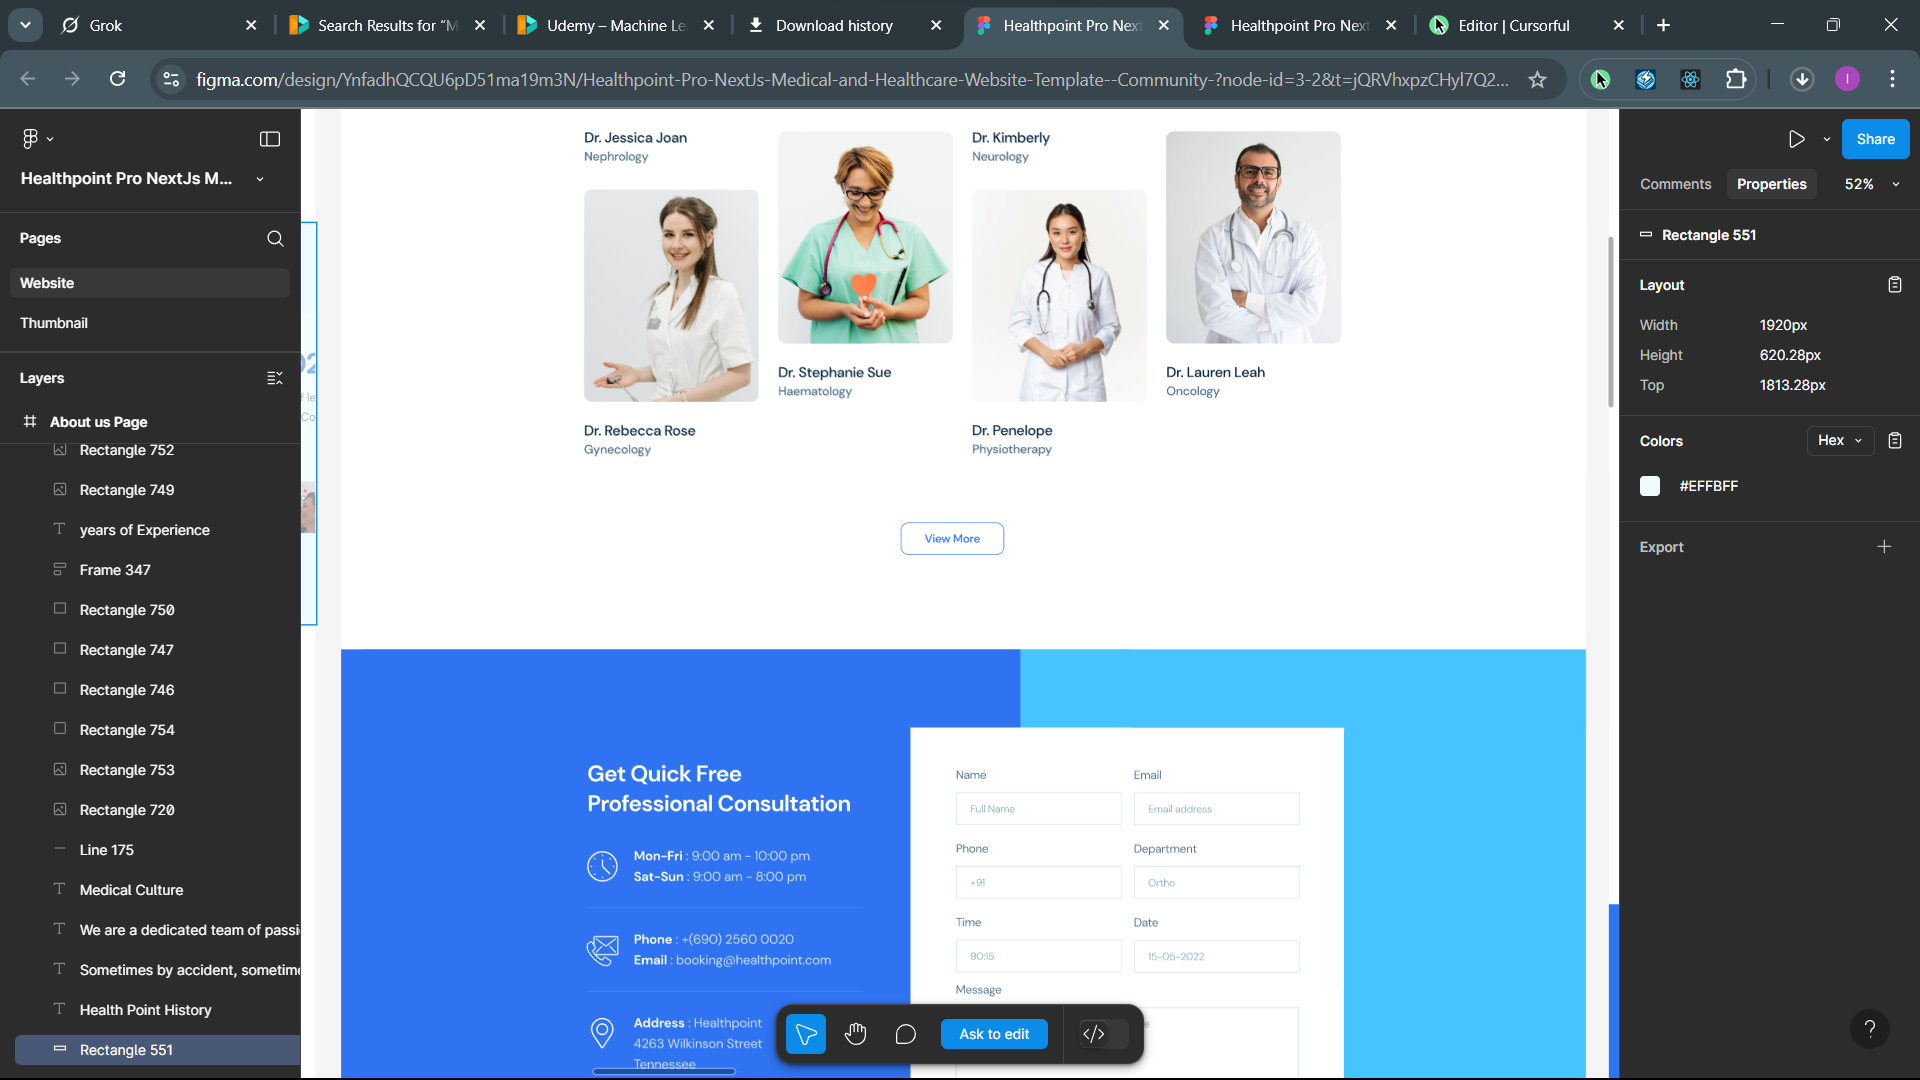 Grok
Search Results for “M
Udemy – Machine Le
Download history
Healthpoint Pro Next
Healthpoint Pro Next
Editor | Cursorful
figma.com/design/YnfadhQCQU6pD51ma19m3N/Healthpoint-Pro-NextJs-Medical-and-Healthcare-Website-Template--Community-?node-id=3-2&t=jQRVhxpzCHyl7Q2...
I
Healthpoint Pro NextJs M...
Pages
Website
Thumbnail
Layers
About us Page
Rectangle 752
Rectangle 749
years of Experience
Frame 347
Rectangle 750
Rectangle 747
Rectangle 746
Rectangle 754
Rectangle 753
Rectangle 720
Line 175
Medical Culture
We are a dedicated team of passi
Sometimes by accident, sometime
Health Point History
Rectangle 551
Dr. Jessica Joan
Nephrology
Dr. Kimberly
Neurology
Dr. Stephanie Sue
Haematology
Dr. Lauren Leah
Oncology
Dr. Rebecca Rose
Gynecology
Dr. Penelope
Physiotherapy
View More
Get Quick Free
Professional Consultation
Mon-Fri : 9:00 am - 10:00 pm
Sat-Sun : 9:00 am - 8:00 pm
Phone : +(690) 2560 0020
Email : booking@healthpoint.com
Address : Healthpoint
4263 Wilkinson Street
Tennessee
Name
Full Name
Email
Email address
Phone
+91
Department
Ortho
Time
90:15
Date
15-05-2022
Message
Ask to edit
Share
Comments
Properties
52%
Rectangle 551
Layout
Width 1920px
Height 620.28px
Top 1813.28px
Colors
Hex
#EFFBFF
Export
?